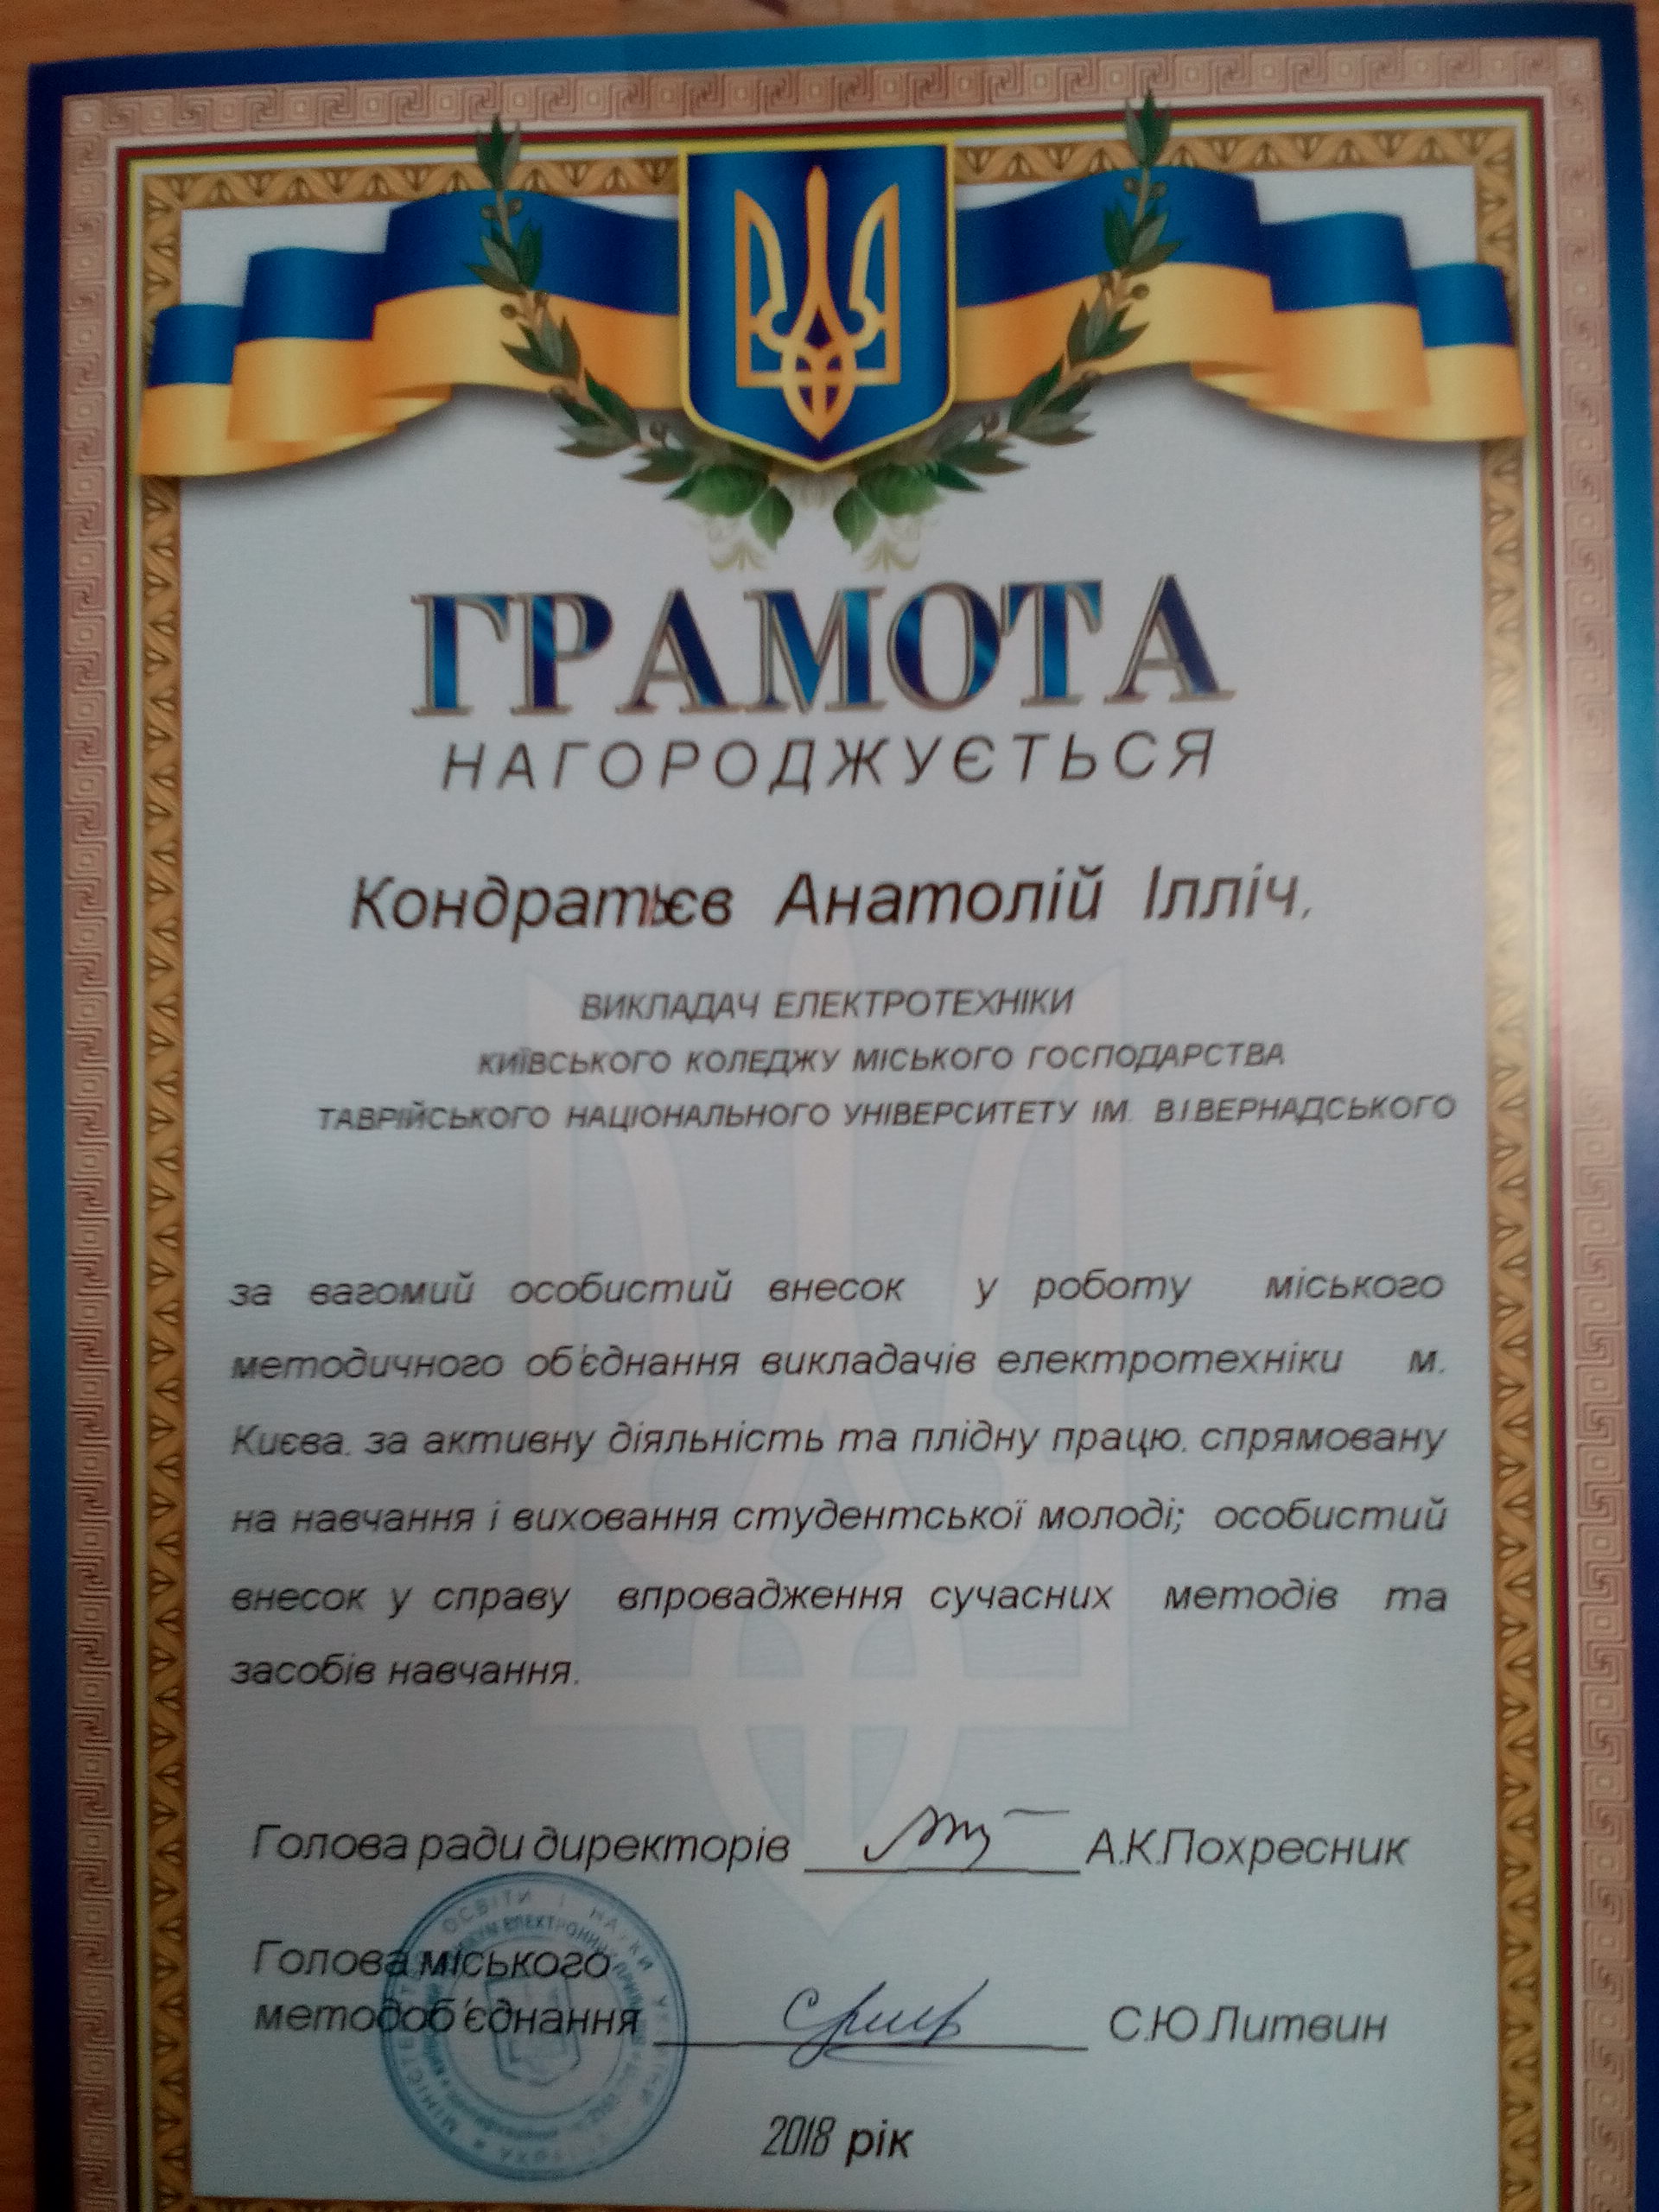 ГРАМОТА
НАГОРОДЖУЄТЬСЯ
Кондратьєв Анатолій Ілліч,
ВИКЛАДАЧ ЕЛЕКТРОТЕХНІКИ
КИЇВСЬКОГО КОЛЕДЖУ МІСЬКОГО ГОСПОДАРСТВА
ТАВРІЙСЬКОГО НАЦІОНАЛЬНОГО УНІВЕРСИТЕТУ ІМ. В.І.ВЕРНАДСЬКОГО
за вагомий особистий внесок у роботу міського
методичного об'єднання викладачів електротехніки м.
Києва, за активну діяльність та плідну працю, спрямовану
на навчання і виховання студентської молоді; особистий
внесок у справу впровадження сучасних методів та
засобів навчання.
Голова ради директорів А.К.Похресник
Голова міського
методоб'єднання С.Ю.Литвин
ОСВІТИ І НАУКИ
2018 рік